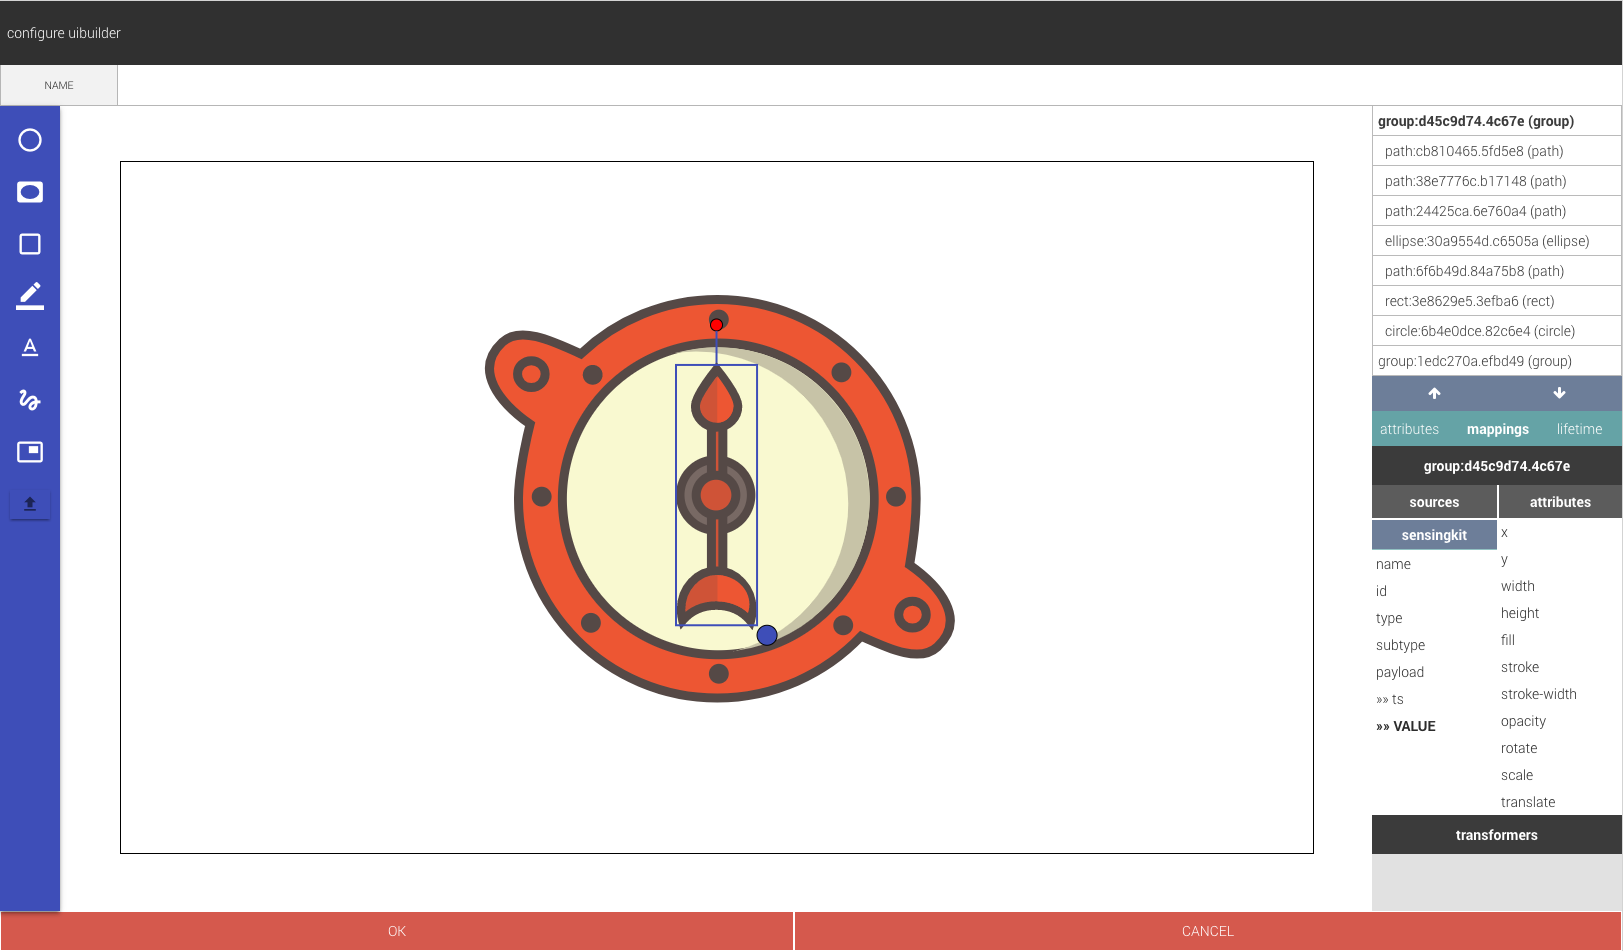 configure uibuilder
NAME
group:d45c9d74.4c67e (group)
path:cb810465.5fd5e8 (path)
path:38e7776c.b17148 (path)
path:24425ca.6e760a4 (path)
ellipse:30a9554d.c6505a (ellipse)
path:6f6b49d.84a75b8 (path)
rect:3e8629e5.3efba6 (rect)
circle:6b4e0dce.82c6e4 (circle)
group:1edc270a.efbd49 (group)
attributes mappings lifetime
group:d45c9d74.4c67e
sources attributes
sensingkit
name
id
type
subtype
payload
»» ts
»» VALUE
x
y
width
height
fill
stroke
stroke-width
opacity
rotate
scale
translate
transformers
OK CANCEL